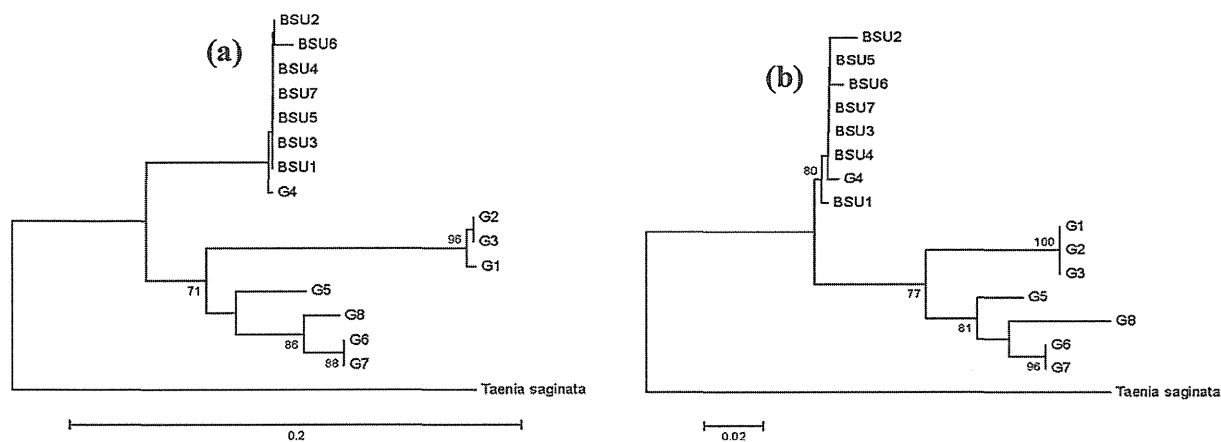 (a)
BSU2
BSU6
BSU4
BSU7
BSU5
BSU3
BSU1
G4
G2
96
G3
G1
71
G5
G8
86
G6
88
G7
Taenia saginata
0.2
(b)
BSU2
BSU5
BSU6
BSU7
BSU3
BSU4
80
G4
BSU1
G1
100
G2
G3
77
G5
81
G8
G6
96
G7
Taenia saginata
0.02